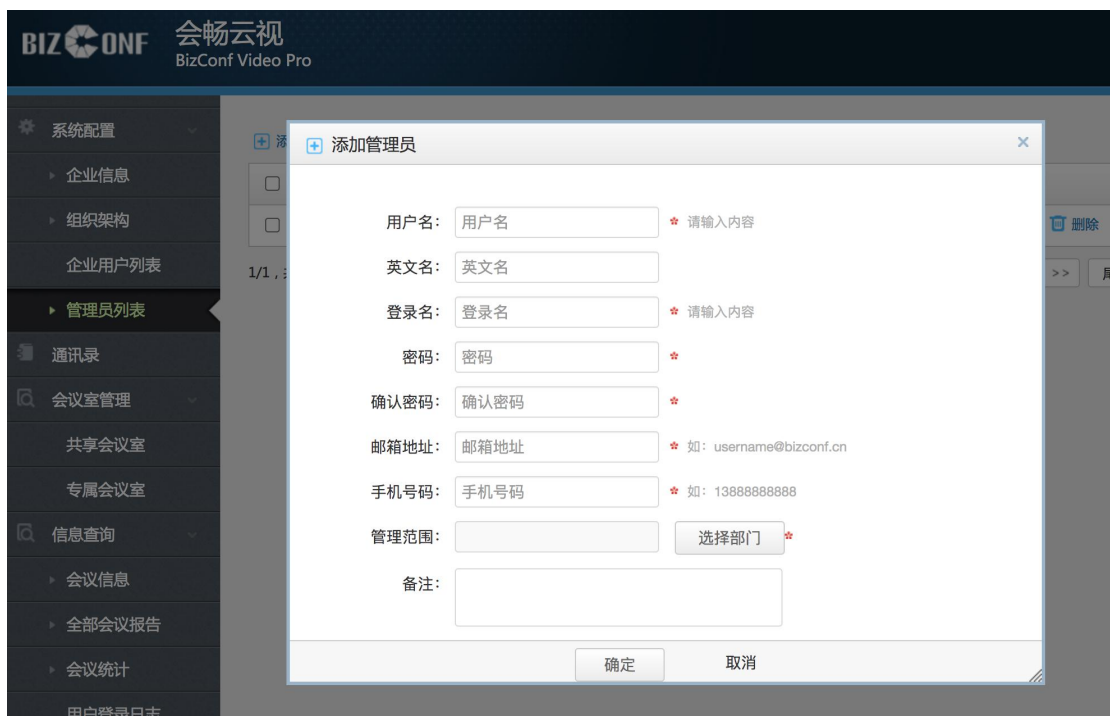 BIZCONF 会畅云视
BizConf Video Pro
系统配置
企业信息
组织架构
企业用户列表
管理员列表
通讯录
会议室管理
共享会议室
专属会议室
信息查询
会议信息
全部会议报告
会议统计
用户登录日志
添
添加管理员 ×
用户名: 用户名 * 请输入内容
英文名: 英文名
登录名: 登录名 * 请输入内容
密码: 密码 *
确认密码: 确认密码 *
邮箱地址: 邮箱地址 * 如: username@bizconf.cn
手机号码: 手机号码 * 如: 13888888888
管理范围: 选择部门 *
备注:
确定 取消
删除
1/1 ,
>>